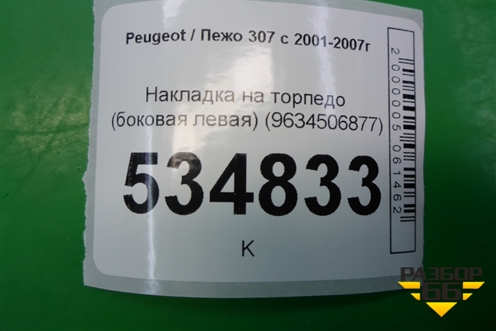 Peugeot / Пежо 307 с 2001-2007г
Накладка на торпедо
(боковая левая) (9634506877)
534833
К
2000005061462
РАЗБОР
66